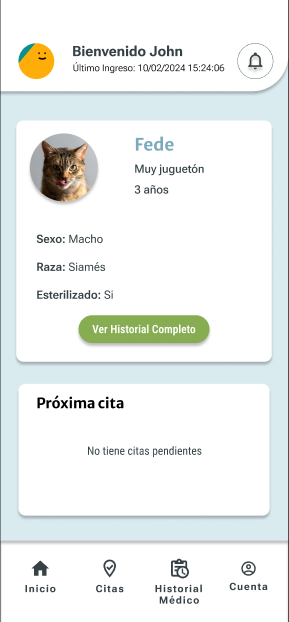 Bienvenido John
Último Ingreso: 10/02/2024 15:24:06
Fede
Muy juguetón
3 años
Sexo: Macho
Raza: Siamés
Esterilizado: Si
Ver Historial Completo
Próxima cita
No tiene citas pendientes
Inicio
Citas
Historial
Médico
Cuenta